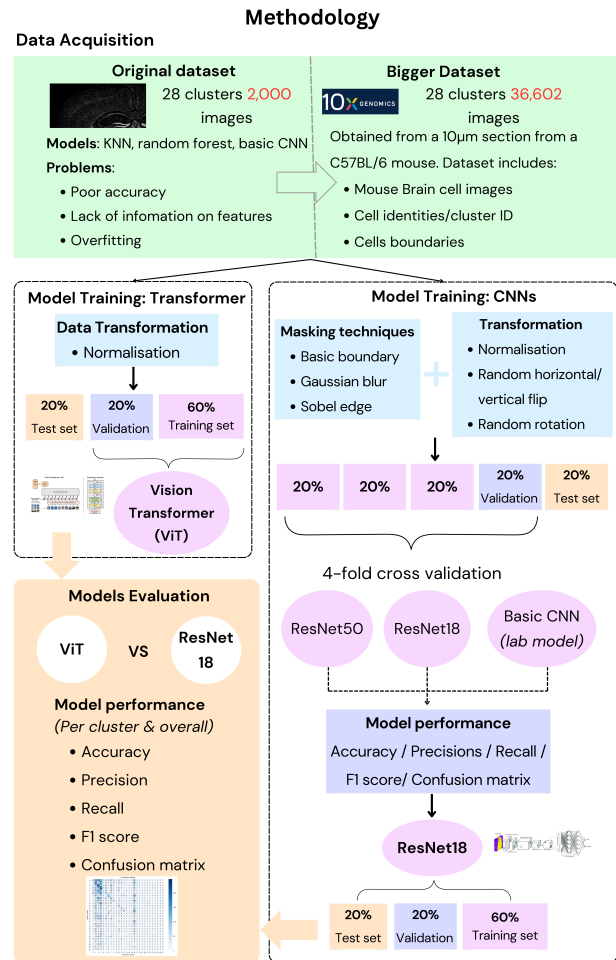 Methodology
Data Acquisition
Original dataset
28 clusters 2,000
images
Models: KNN, random forest, basic CNN
Problems:
• Poor accuracy
• Lack of infomation on features
• Overfitting
Bigger Dataset
10X GENOMICS
28 clusters 36,602
images
Obtained from a 10μm section from a
C57BL/6 mouse. Dataset includes:
• Mouse Brain cell images
• Cell identities/cluster ID
• Cells boundaries
Model Training: Transformer
Data Transformation
• Normalisation
20%
Test set
20%
Validation
60%
Training set
Vision
Transformer
(ViT)
Model Training: CNNs
Masking techniques
• Basic boundary
• Gaussian blur
• Sobel edge
+
Transformation
• Normalisation
• Random horizontal/
vertical flip
• Random rotation
20%
20%
20%
20%
Validation
20%
Test set
4-fold cross validation
ResNet50
ResNet18
Basic CNN
(lab model)
Model performance
Accuracy / Precisions / Recall /
F1 score/ Confusion matrix
ResNet18
20%
Test set
20%
Validation
60%
Training set
Models Evaluation
ViT
VS
ResNet
18
Model performance
(Per cluster & overall)
• Accuracy
• Precision
• Recall
• F1 score
• Confusion matrix